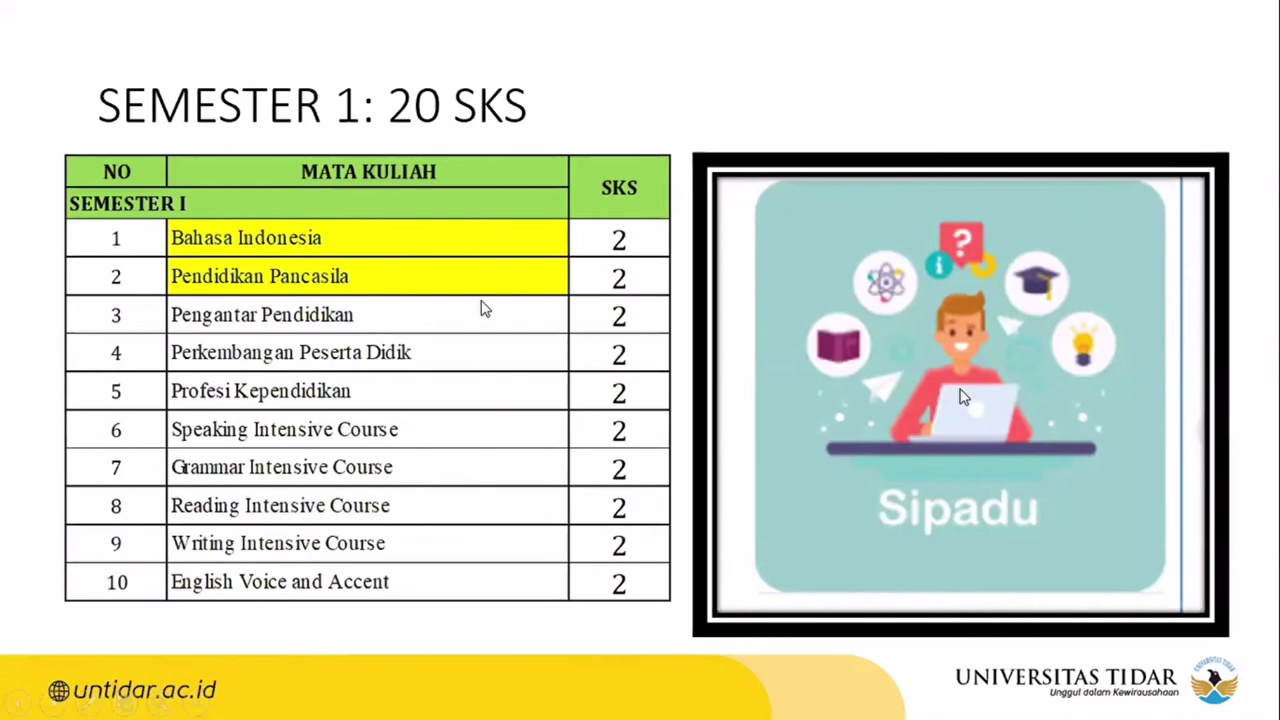 SEMESTER 1: 20 SKS
NO MATA KULIAH SKS
SEMESTER I
1 Bahasa Indonesia 2
2 Pendidikan Pancasila 2
3 Pengantar Pendidikan 2
4 Perkembangan Peserta Didik 2
5 Profesi Kependidikan 2
6 Speaking Intensive Course 2
7 Grammar Intensive Course 2
8 Reading Intensive Course 2
9 Writing Intensive Course 2
10 English Voice and Accent 2
?
i
Sipadu
untidar.ac.id
UNIVERSITAS TIDAR
Unggul dalam Kewirausahaan